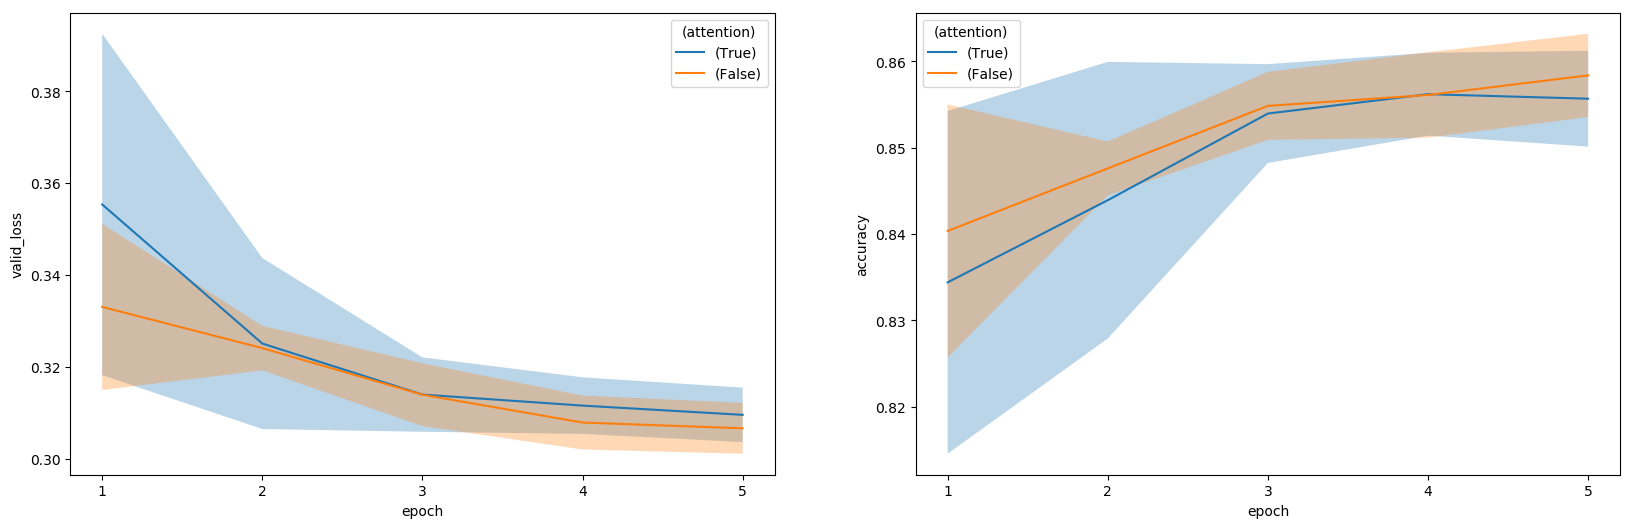 (attention)
(True)
(False)
valid_loss
0.38
0.36
0.34
0.32
0.30
1
2
3
4
5
epoch
(attention)
(True)
(False)
accuracy
0.86
0.85
0.84
0.83
0.82
1
2
3
4
5
epoch